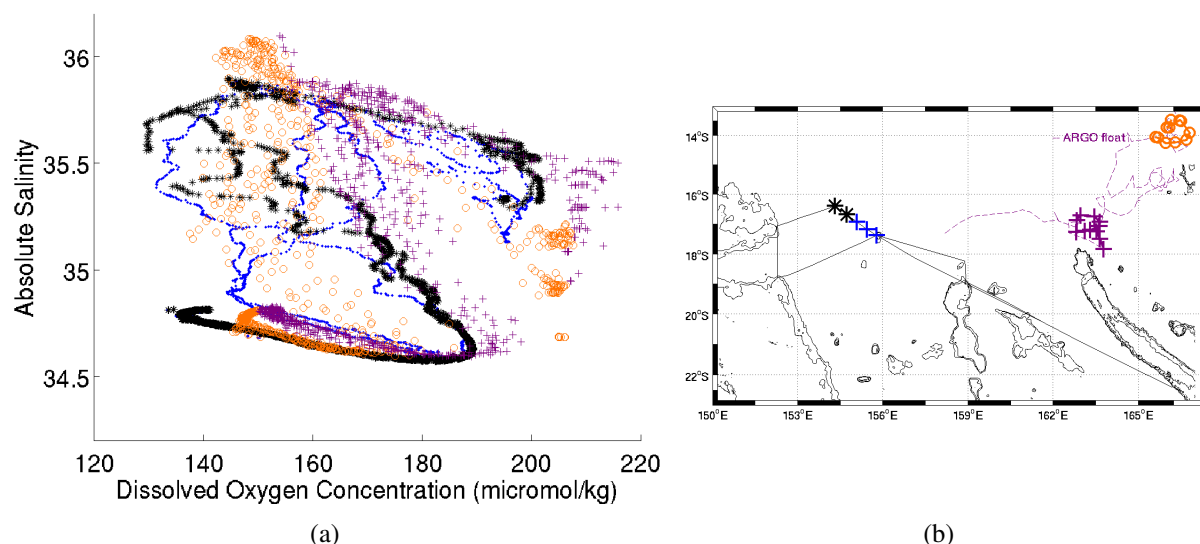 36
35.5
35
34.5
Absolute Salinity
120 140 160 180 200 220
Dissolved Oxygen Concentration (micromol/kg)
(a)
ARGO float
14°S
16°S
18°S
20°S
22°S
150°E 153°E 156°E 159°E 162°E 165°E
(b)